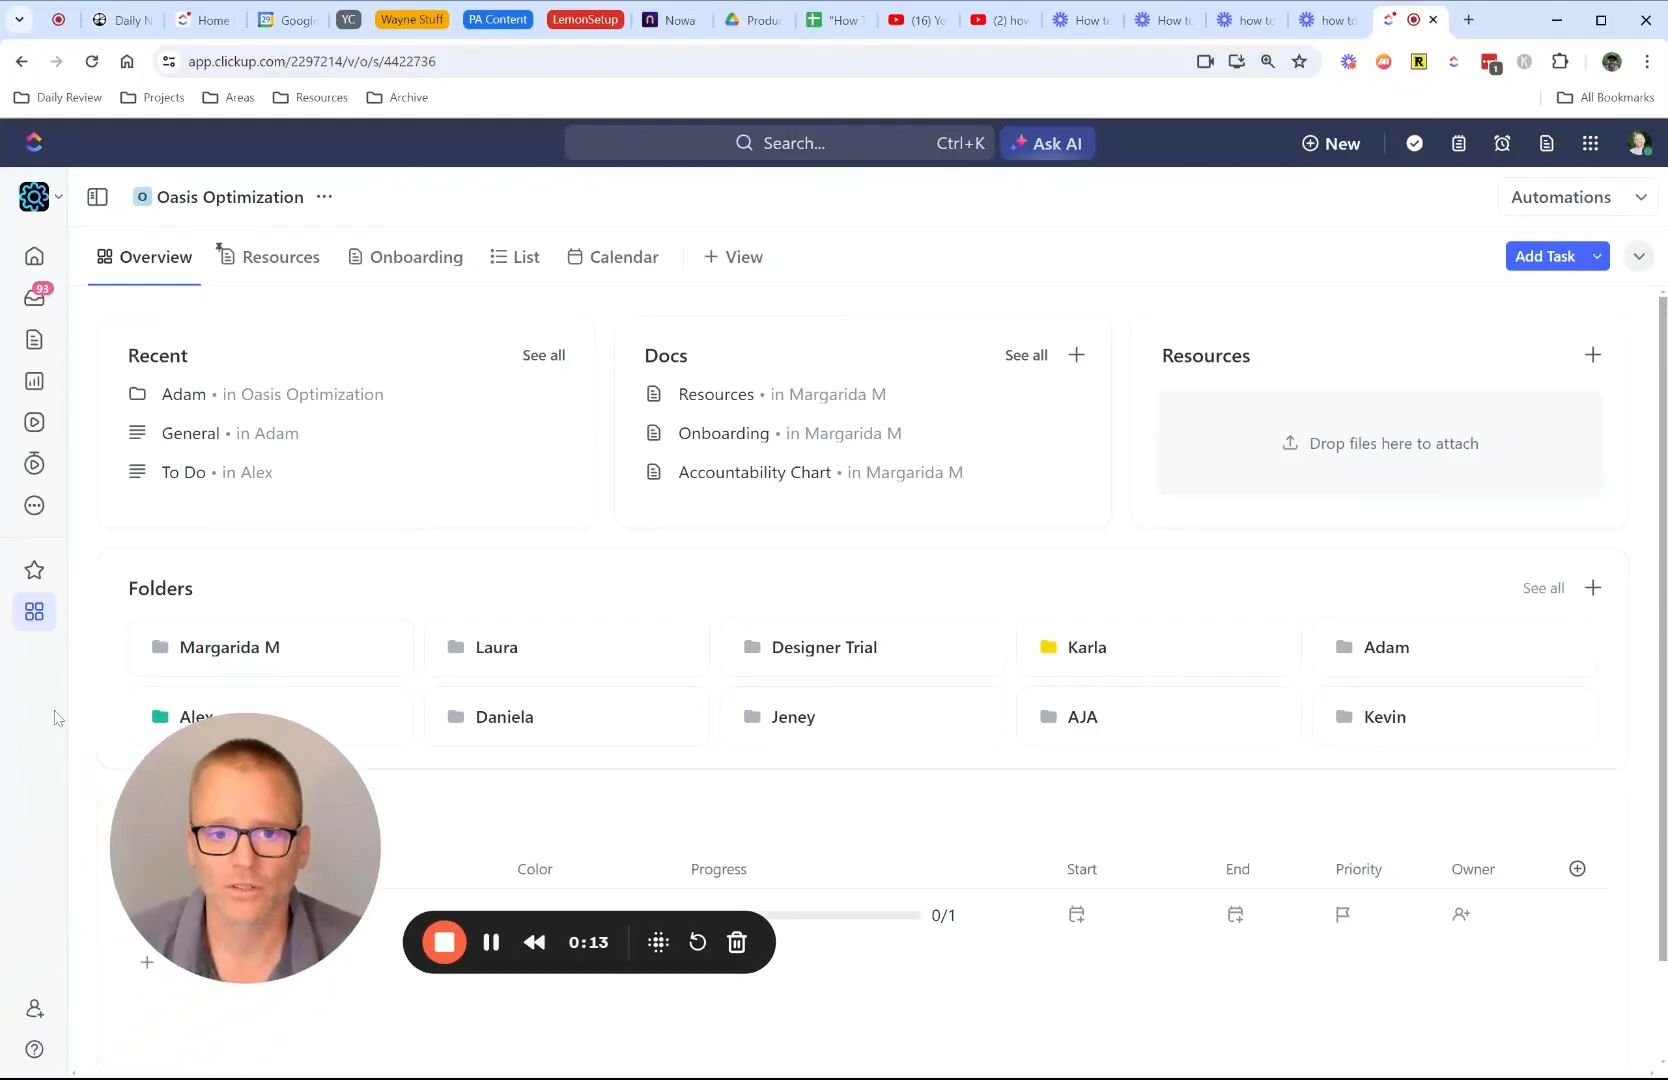 Daily N
Home
29
Google
YC
Wayne Stuff
PA Content
LemonSetup
Nowa
Produc
"How T
(16) Yo
(2) how
How to
How to
how to
how to
app.clickup.com/2297214/v/o/s/4422736
R
1
K
Daily Review
Projects
Areas
Resources
Archive
All Bookmarks
Search...
Ctrl+K
Ask AI
New
O
Oasis Optimization
Automations
Overview
Resources
Onboarding
List
Calendar
+ View
Add Task
93
Recent
See all
Adam • in Oasis Optimization
General • in Adam
To Do • in Alex
Docs
See all
Resources • in Margarida M
Onboarding • in Margarida M
Accountability Chart • in Margarida M
Resources
Drop files here to attach
Folders
See all
Margarida M
Laura
Designer Trial
Karla
Adam
Alex
Daniela
Jeney
AJA
Kevin
Color
Progress
Start
End
Priority
Owner
0/1
0:13